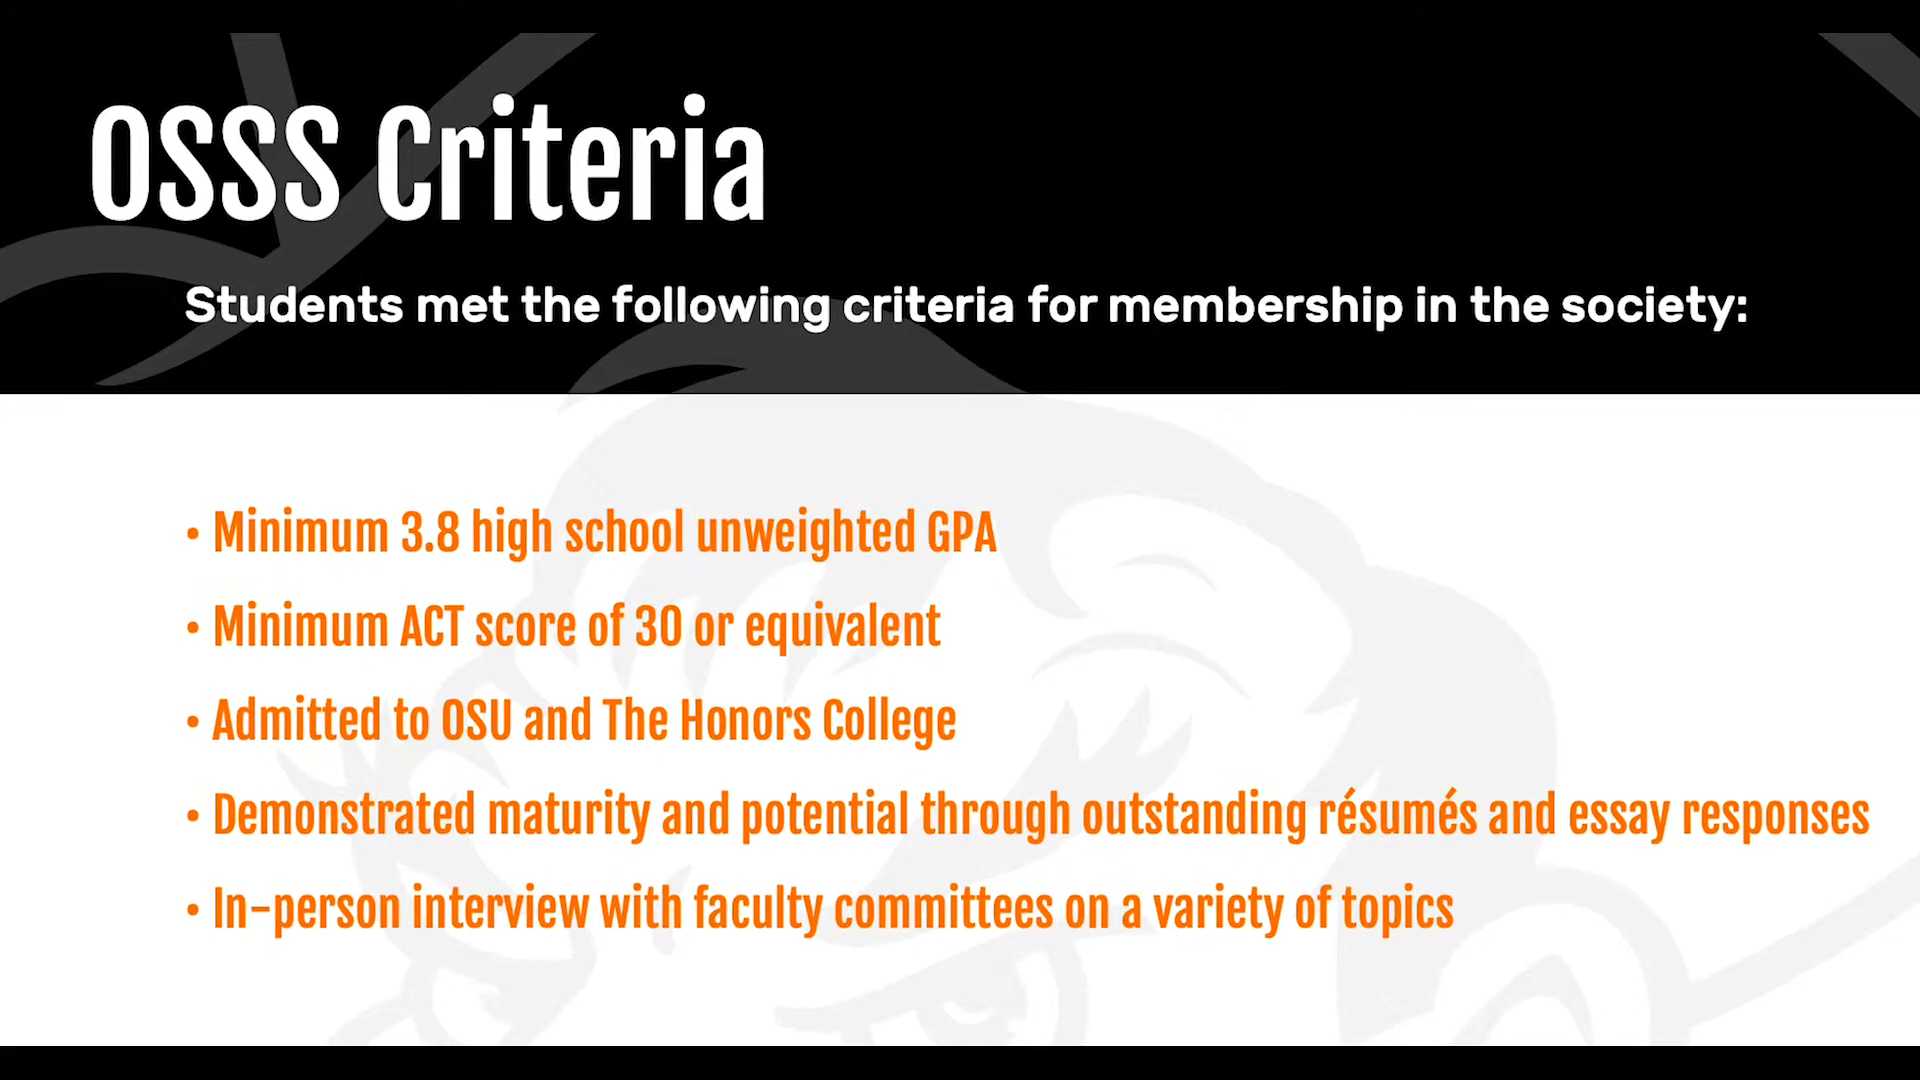 OSSS Criteria
Students met the following criteria for membership in the society:
• Minimum 3.8 high school unweighted GPA
• Minimum ACT score of 30 or equivalent
• Admitted to OSU and The Honors College
• Demonstrated maturity and potential through outstanding résumés and essay responses
• In-person interview with faculty committees on a variety of topics